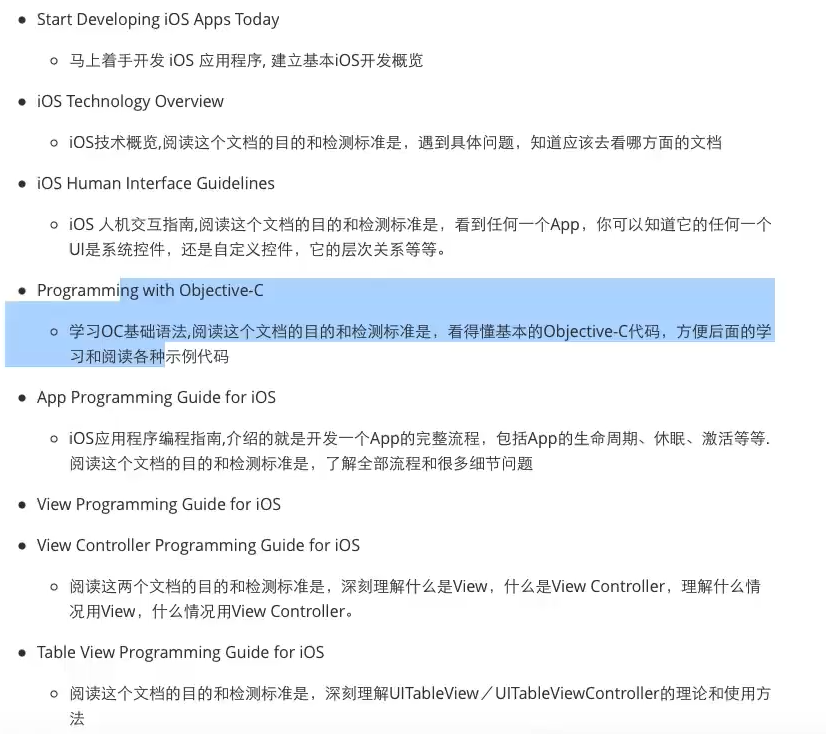 Start Developing iOS Apps Today
马上着手开发 iOS 应用程序, 建立基本iOS开发概览
iOS Technology Overview
iOS技术概览,阅读这个文档的目的和检测标准是，遇到具体问题，知道应该去看哪方面的文档
iOS Human Interface Guidelines
iOS 人机交互指南,阅读这个文档的目的和检测标准是，看到任何一个App，你可以知道它的任何一个
UI是系统控件，还是自定义控件，它的层次关系等等。
Programming with Objective-C
学习OC基础语法,阅读这个文档的目的和检测标准是，看得懂基本的Objective-C代码，方便后面的学
习和阅读各种示例代码
App Programming Guide for iOS
iOS应用程序编程指南,介绍的就是开发一个App的完整流程，包括App的生命周期、休眠、激活等等.
阅读这个文档的目的和检测标准是，了解全部流程和很多细节问题
View Programming Guide for iOS
View Controller Programming Guide for iOS
阅读这两个文档的目的和检测标准是，深刻理解什么是View，什么是View Controller，理解什么情
况用View，什么情况用View Controller。
Table View Programming Guide for iOS
阅读这个文档的目的和检测标准是，深刻理解UITableView／UITableViewController的理论和使用方
法